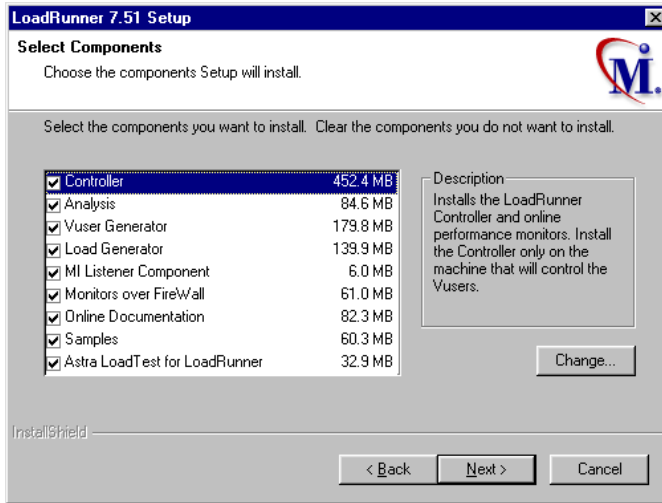 LoadRunner 7.51 Setup
Select Components
Choose the components Setup will install.
M.
Select the components you want to install. Clear the components you do not want to install.
Controller 452.4 MB
Analysis 84.6 MB
Vuser Generator 179.8 MB
Load Generator 139.9 MB
MI Listener Component 6.0 MB
Monitors over FireWall 61.0 MB
Online Documentation 82.3 MB
Samples 60.3 MB
Astra LoadTest for LoadRunner 32.9 MB
Description
Installs the LoadRunner
Controller and online
performance monitors. Install
the Controller only on the
machine that will control the
Vusers.
Change...
InstallShield
< Back Next > Cancel